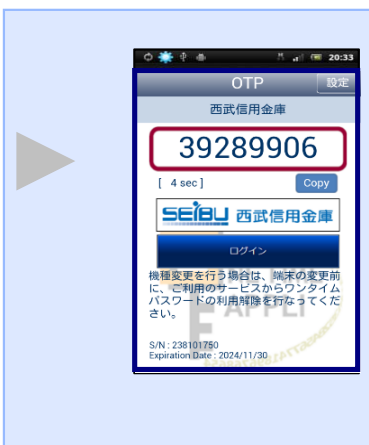 20:33
OTP
設定
西武信用金庫
39289906
[ 4 sec ]
Copy
SEIBU 西武信用金庫
ログイン
機種変更を行う場合は、端末の変更前
に、ご利用のサービスからワンタイム
パスワードの利用解除を行なってくだ
さい。
APPLI
S/N : 238101750
Expiration Date : 2024/11/30